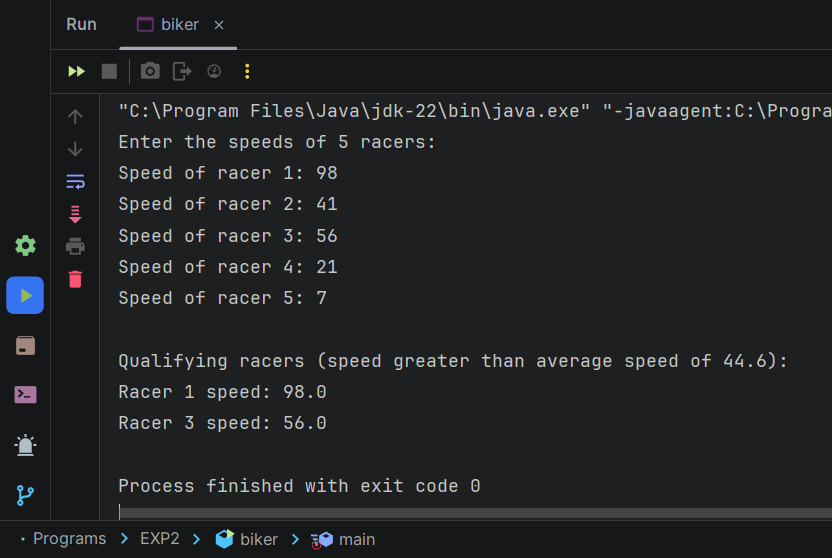 Run biker
"C:\Program Files\Java\jdk-22\bin\java.exe" "-javaagent:C:\Progra
Enter the speeds of 5 racers:
Speed of racer 1: 98
Speed of racer 2: 41
Speed of racer 3: 56
Speed of racer 4: 21
Speed of racer 5: 7
Qualifying racers (speed greater than average speed of 44.6):
Racer 1 speed: 98.0
Racer 3 speed: 56.0
Process finished with exit code 0
Programs > EXP2 > biker > main